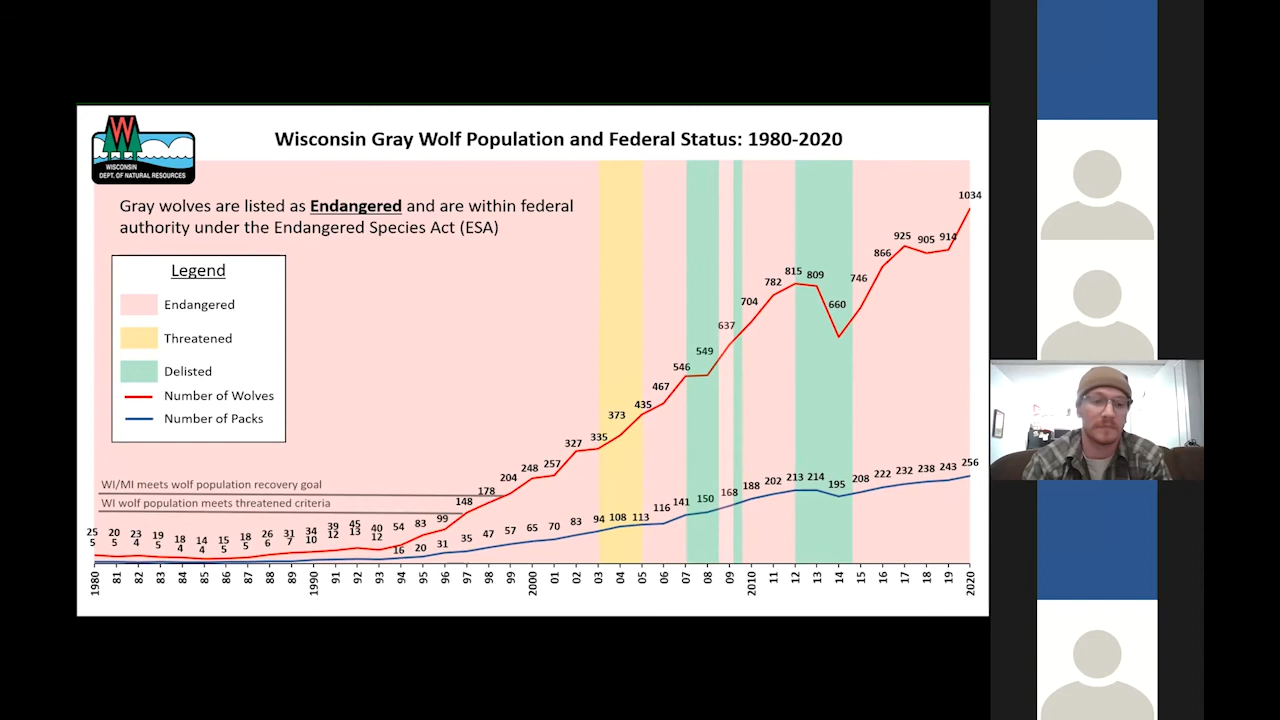 Wisconsin Gray Wolf Population and Federal Status: 1980-2020
W
WISCONSIN
DEPT. OF NATURAL RESOURCES
Gray wolves are listed as Endangered and are within federal
authority under the Endangered Species Act (ESA)
Legend
Endangered
Threatened
Delisted
Number of Wolves
Number of Packs
WI/MI meets wolf population recovery goal
WI wolf population meets threatened criteria
25 20 23 19 18 14 15 18 26 31 34 39 45 40 54 83 99 148 178 204 248 257 327 335 373 435 467 546 549 637 704 782 815 809 660 746 866 925 905 914 1034
5 5 4 5 4 4 5 5 6 7 10 12 13 12 16 20 31 35 47 57 65 70 83 94 108 113 116 141 150 168 188 202 213 214 195 208 222 232 238 243 256
1980 81 82 83 84 85 86 87 88 89 1990 91 92 93 94 95 96 97 98 99 2000 01 02 03 04 05 06 07 08 09 2010 11 12 13 14 15 16 17 18 19 2020